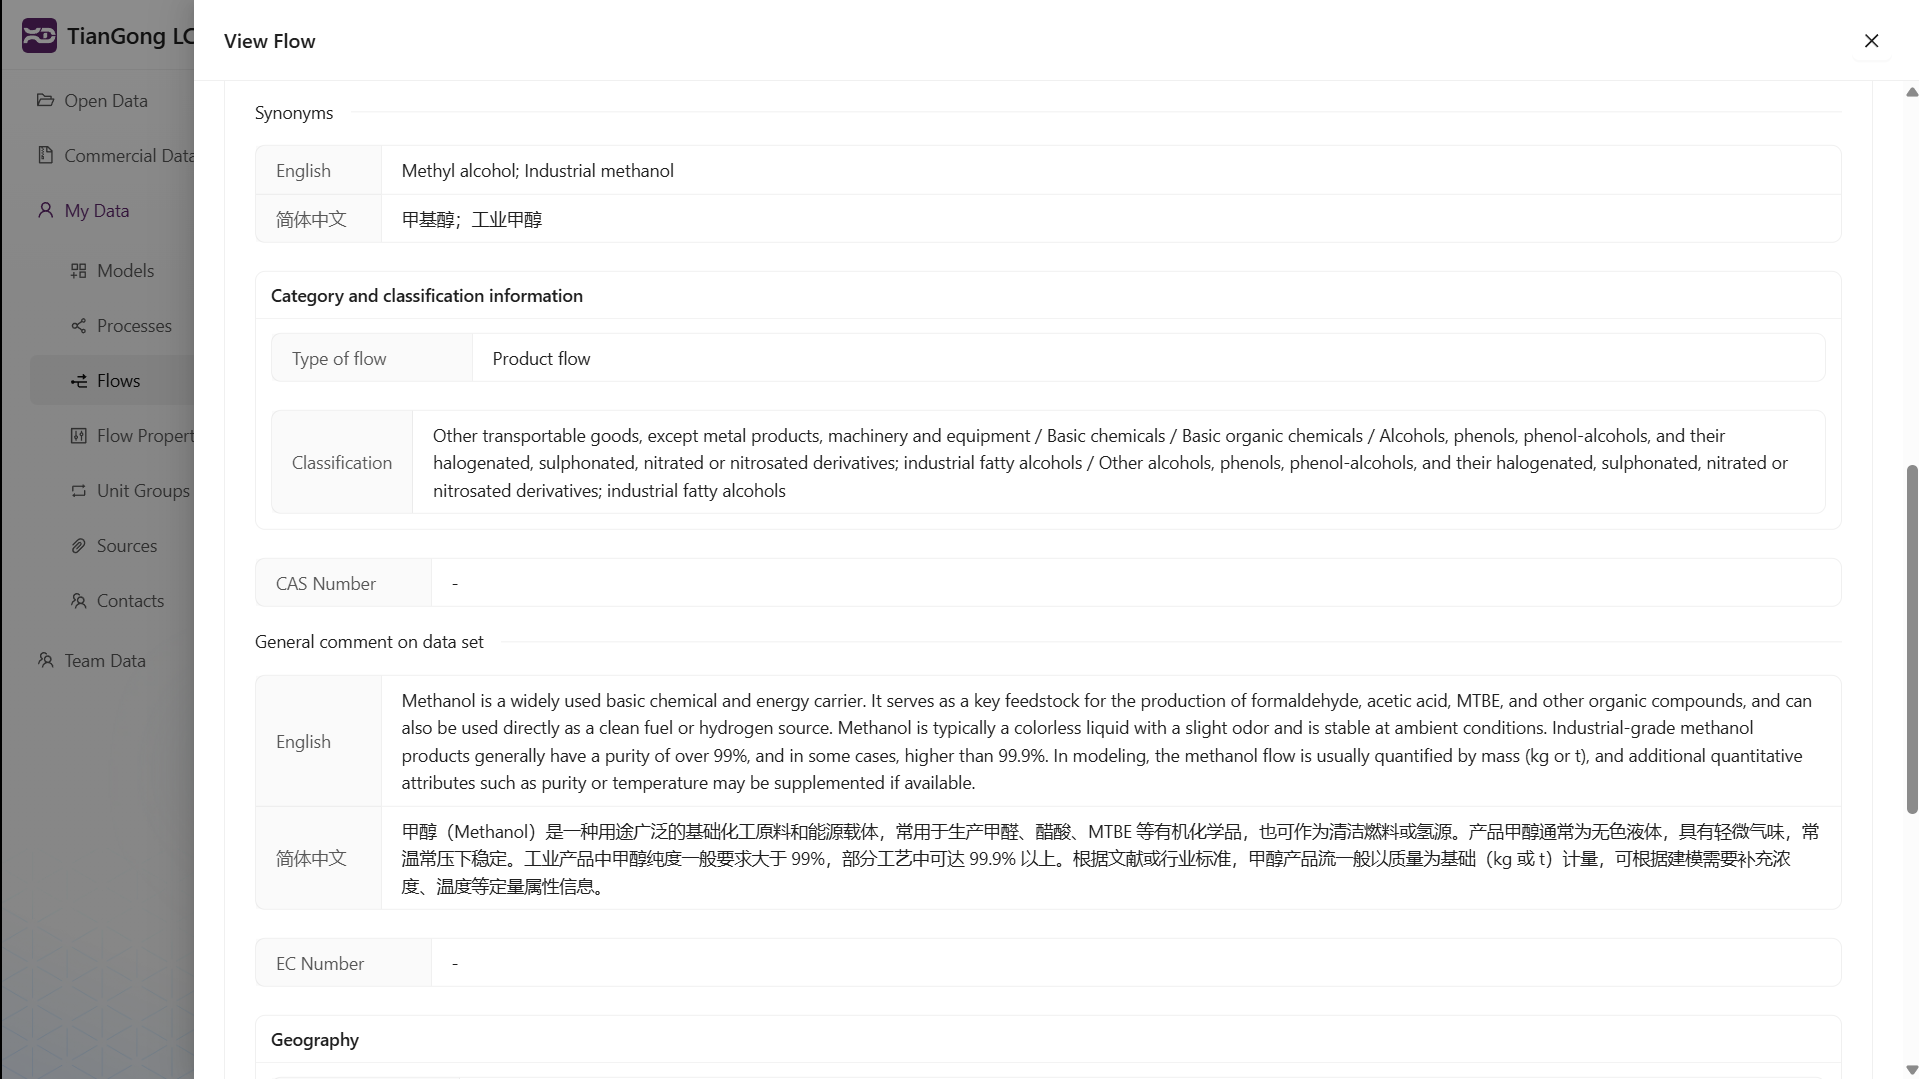 TianGong LC
View Flow
Open Data
Commercial Data
My Data
Models
Processes
Flows
Flow Propert
Unit Groups
Sources
Contacts
Team Data
Synonyms
English
Methyl alcohol; Industrial methanol
简体中文
甲基醇；工业甲醇
Category and classification information
Type of flow
Product flow
Classification
Other transportable goods, except metal products, machinery and equipment / Basic chemicals / Basic organic chemicals / Alcohols, phenols, phenol-alcohols, and their
halogenated, sulphonated, nitrated or nitrosated derivatives; industrial fatty alcohols / Other alcohols, phenols, phenol-alcohols, and their halogenated, sulphonated, nitrated or
nitrosated derivatives; industrial fatty alcohols
CAS Number
-
General comment on data set
English
Methanol is a widely used basic chemical and energy carrier. It serves as a key feedstock for the production of formaldehyde, acetic acid, MTBE, and other organic compounds, and can
also be used directly as a clean fuel or hydrogen source. Methanol is typically a colorless liquid with a slight odor and is stable at ambient conditions. Industrial-grade methanol
products generally have a purity of over 99%, and in some cases, higher than 99.9%. In modeling, the methanol flow is usually quantified by mass (kg or t), and additional quantitative
attributes such as purity or temperature may be supplemented if available.
简体中文
甲醇（Methanol）是一种用途广泛的基础化工原料和能源载体，常用于生产甲醛、醋酸、MTBE 等有机化学品，也可作为清洁燃料或氢源。产品甲醇通常为无色液体，具有轻微气味，常
温常压下稳定。工业产品中甲醇纯度一般要求大于 99%，部分工艺中可达 99.9% 以上。根据文献或行业标准，甲醇产品流一般以质量为基础（kg 或 t）计量，可根据建模需要补充浓
度、温度等定量属性信息。
EC Number
-
Geography